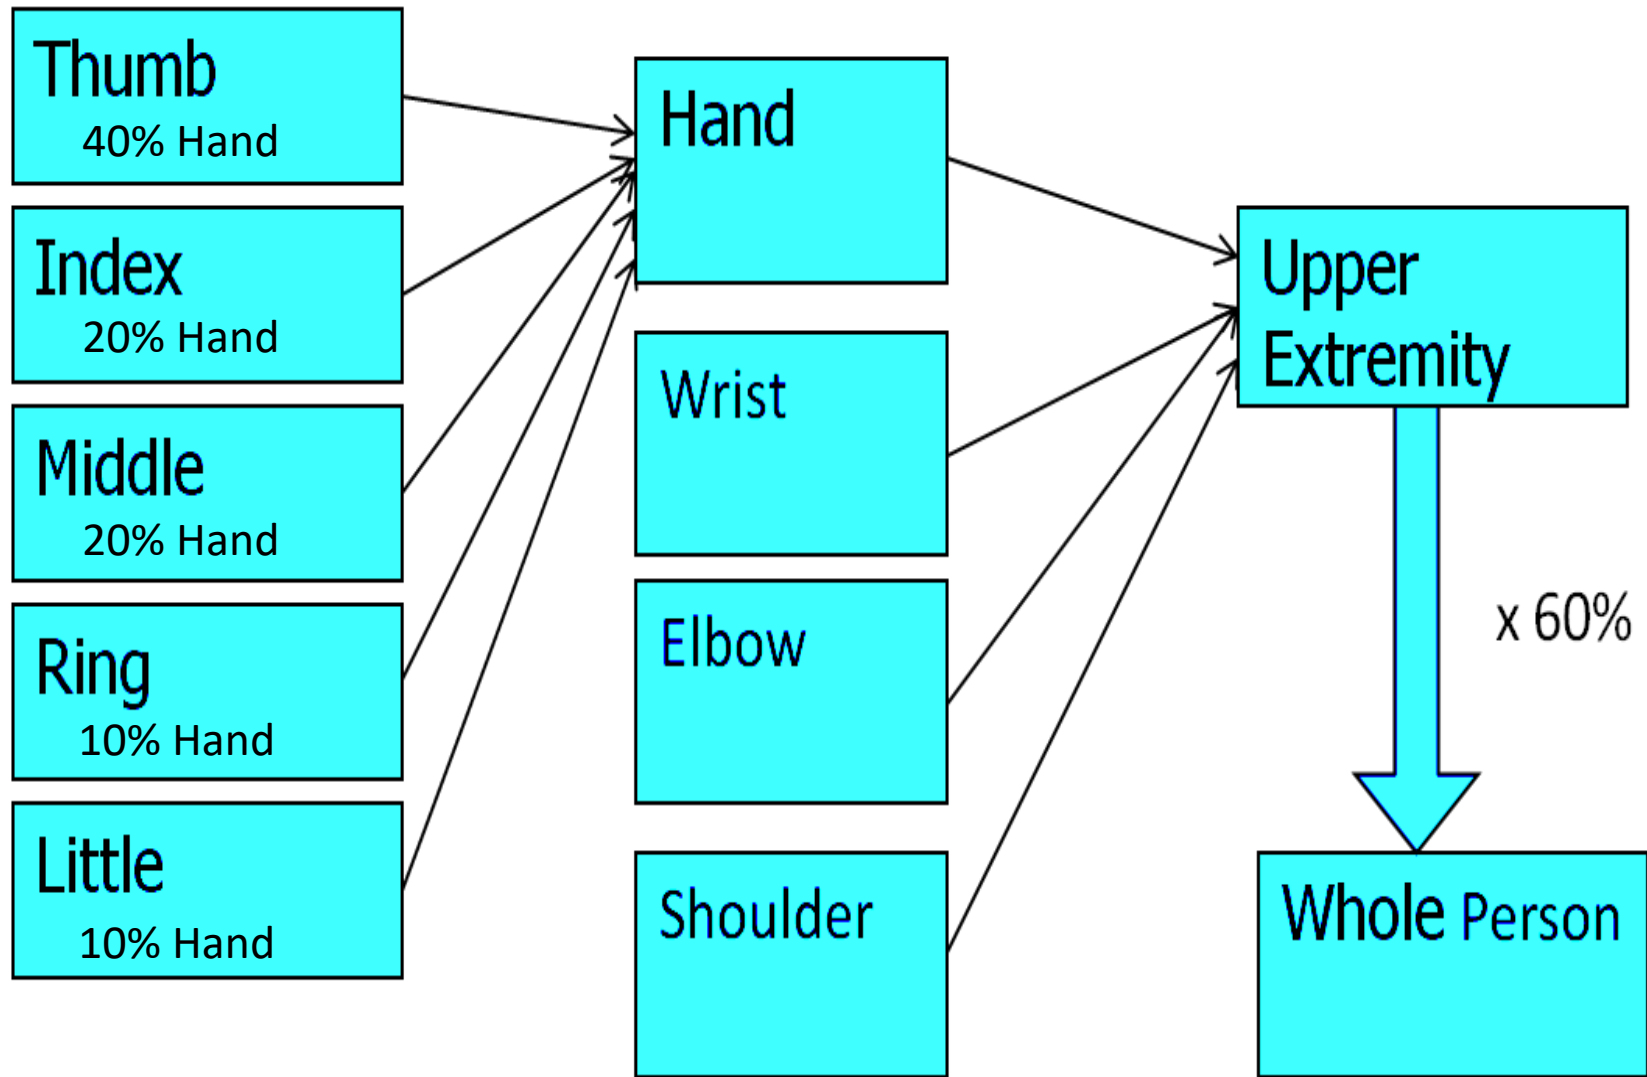 Thumb
40% Hand
Index
20% Hand
Middle
20% Hand
Ring
10% Hand
Little
10% Hand
Hand
Wrist
Elbow
Shoulder
Upper
Extremity
x 60%
Whole Person